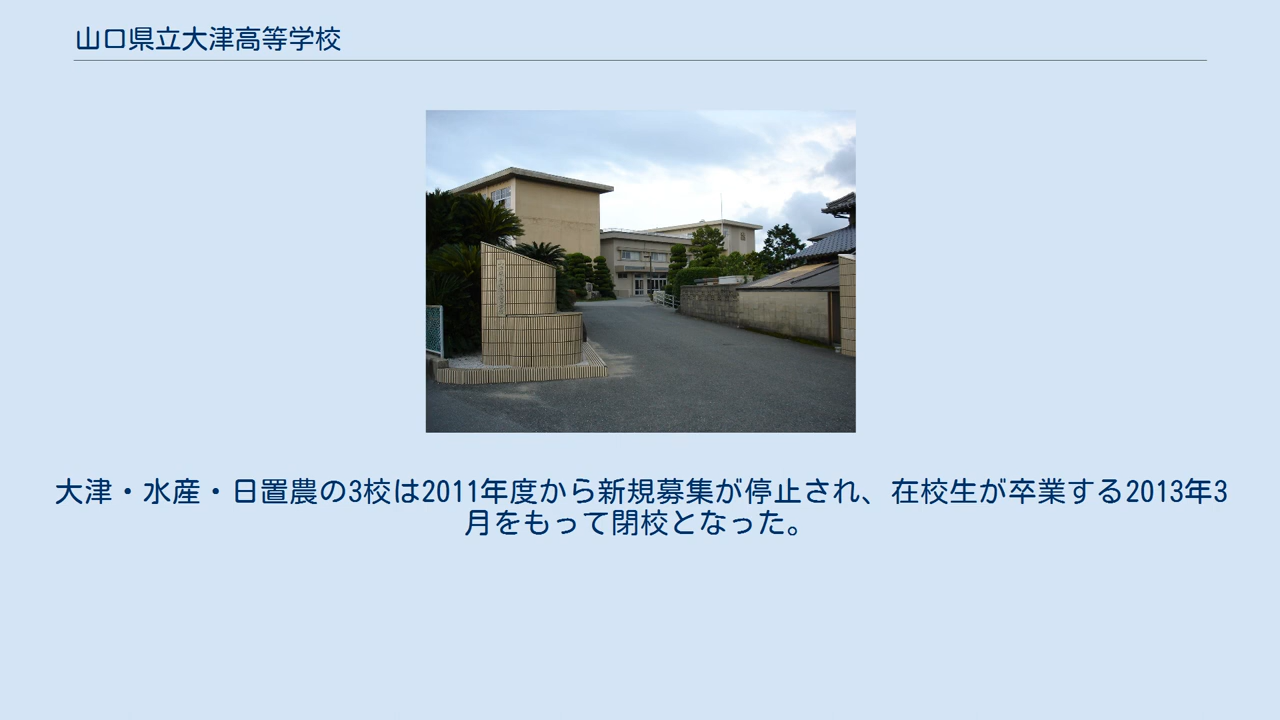 山口県立大津高等学校
大津・水産・日置農の3校は2011年度から新規募集が停止され、在校生が卒業する2013年3
月をもって閉校となった。